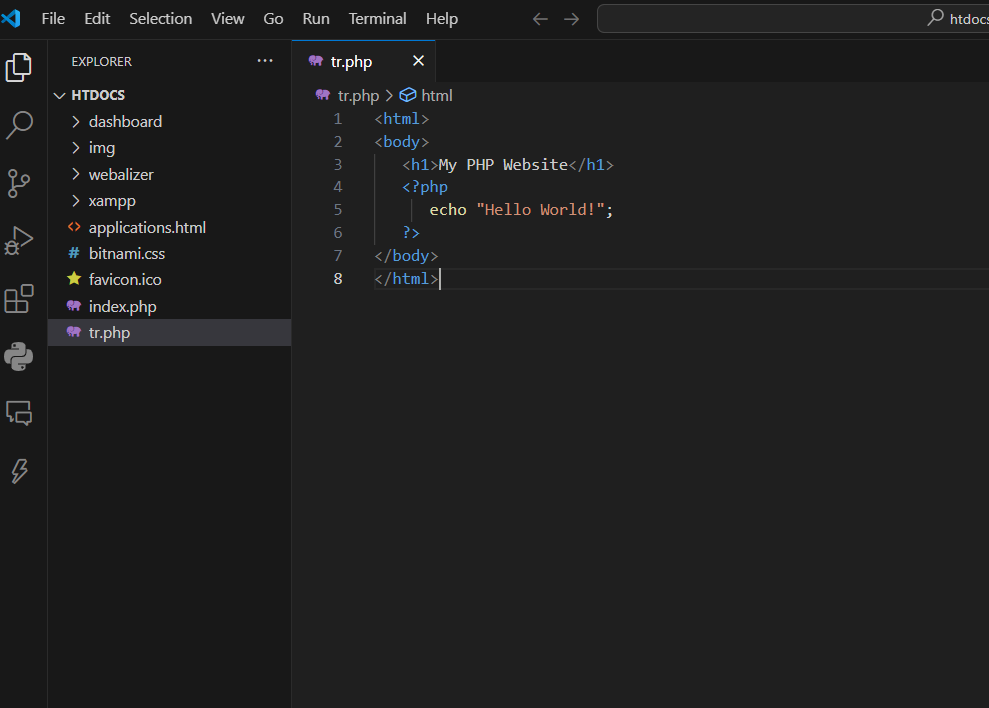 File Edit Selection View Go Run Terminal Help
htdocs
EXPLORER
HTDOCS
dashboard
img
webalizer
xampp
applications.html
bitnami.css
favicon.ico
index.php
tr.php
tr.php
tr.php > html
1 <html>
2 <body>
3 <h1>My PHP Website</h1>
4 <?php
5 echo "Hello World!";
6 ?>
7 </body>
8 </html>